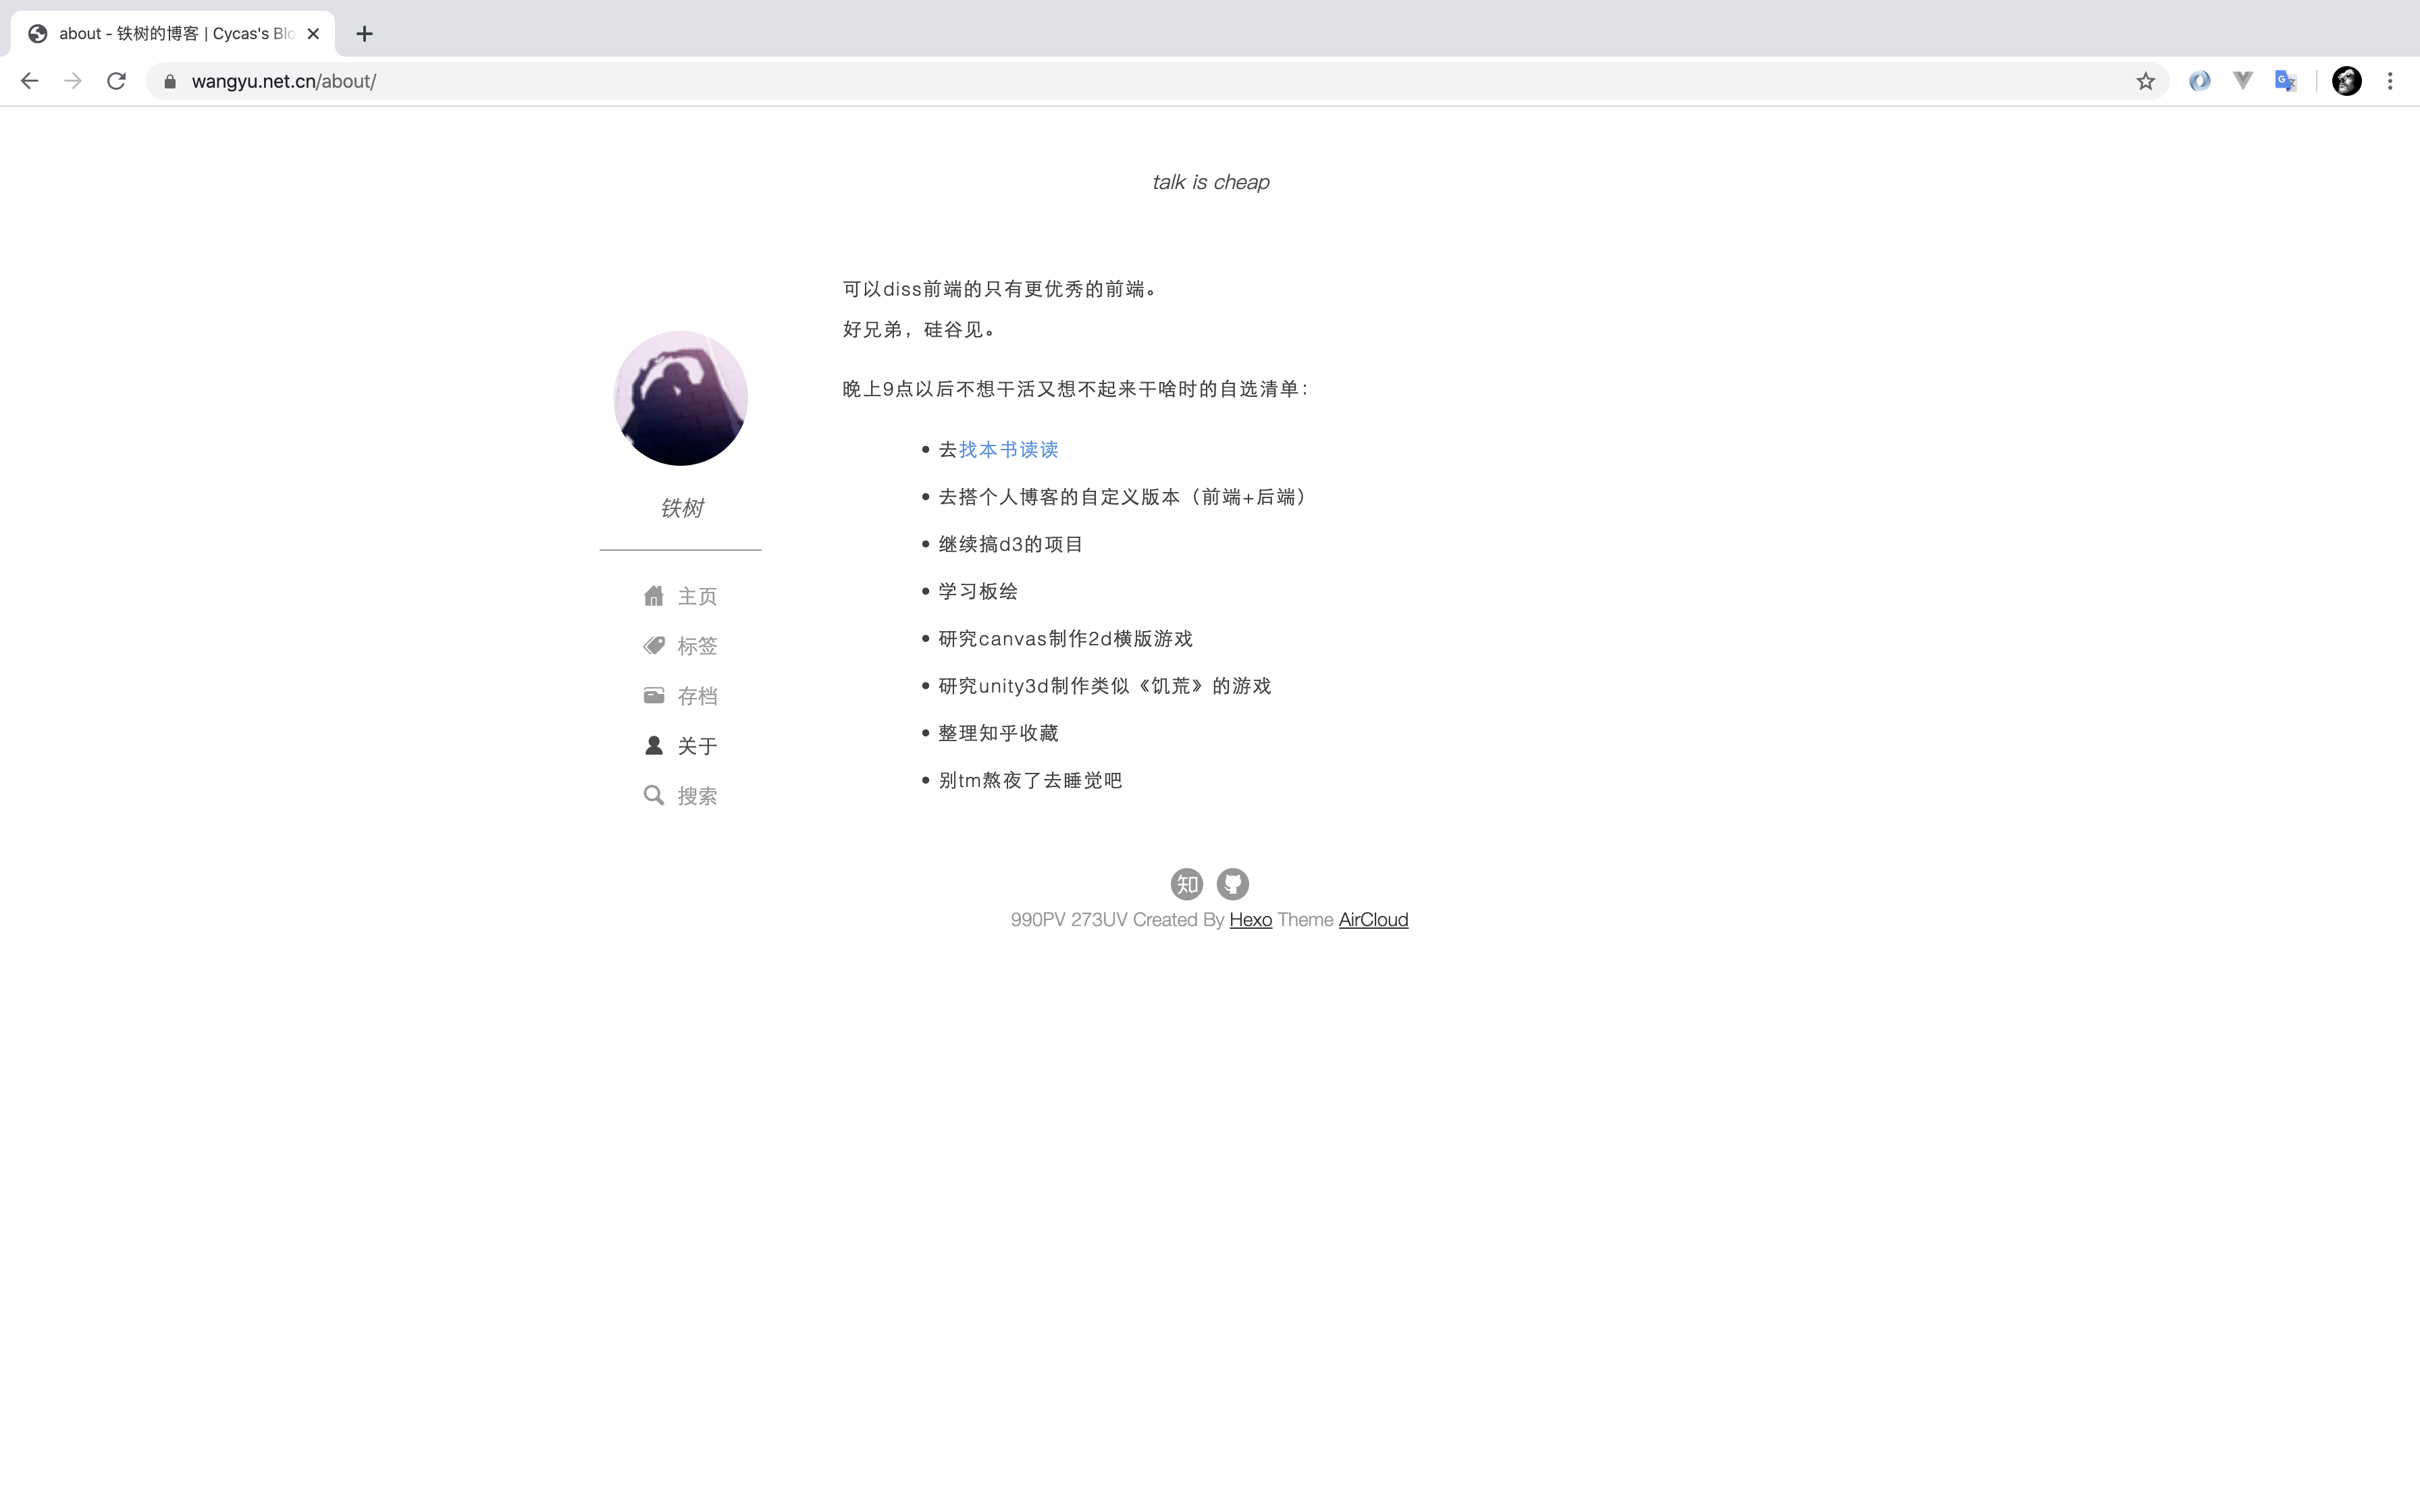 about - 铁树的博客 | Cycas's Blo
wangyu.net.cn/about/
talk is cheap
可以diss前端的只有更优秀的前端。
好兄弟，硅谷见。
晚上9点以后不想干活又想不起来干啥时的自选清单：
去找本书读读
去搭个人博客的自定义版本（前端+后端）
继续搞d3的项目
学习板绘
研究canvas制作2d横版游戏
研究unity3d制作类似《饥荒》的游戏
整理知乎收藏
别tm熬夜了去睡觉吧
铁树
主页
标签
存档
关于
搜索
知
990PV 273UV Created By Hexo Theme AirCloud